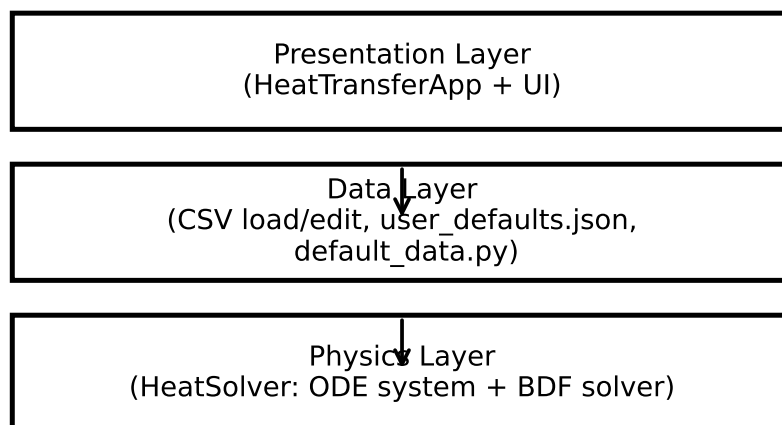 Presentation Layer
(HeatTransferApp + UI)
Data Layer
(CSV load/edit, user_defaults.json,
default_data.py)
Physics Layer
(HeatSolver: ODE system + BDF solver)